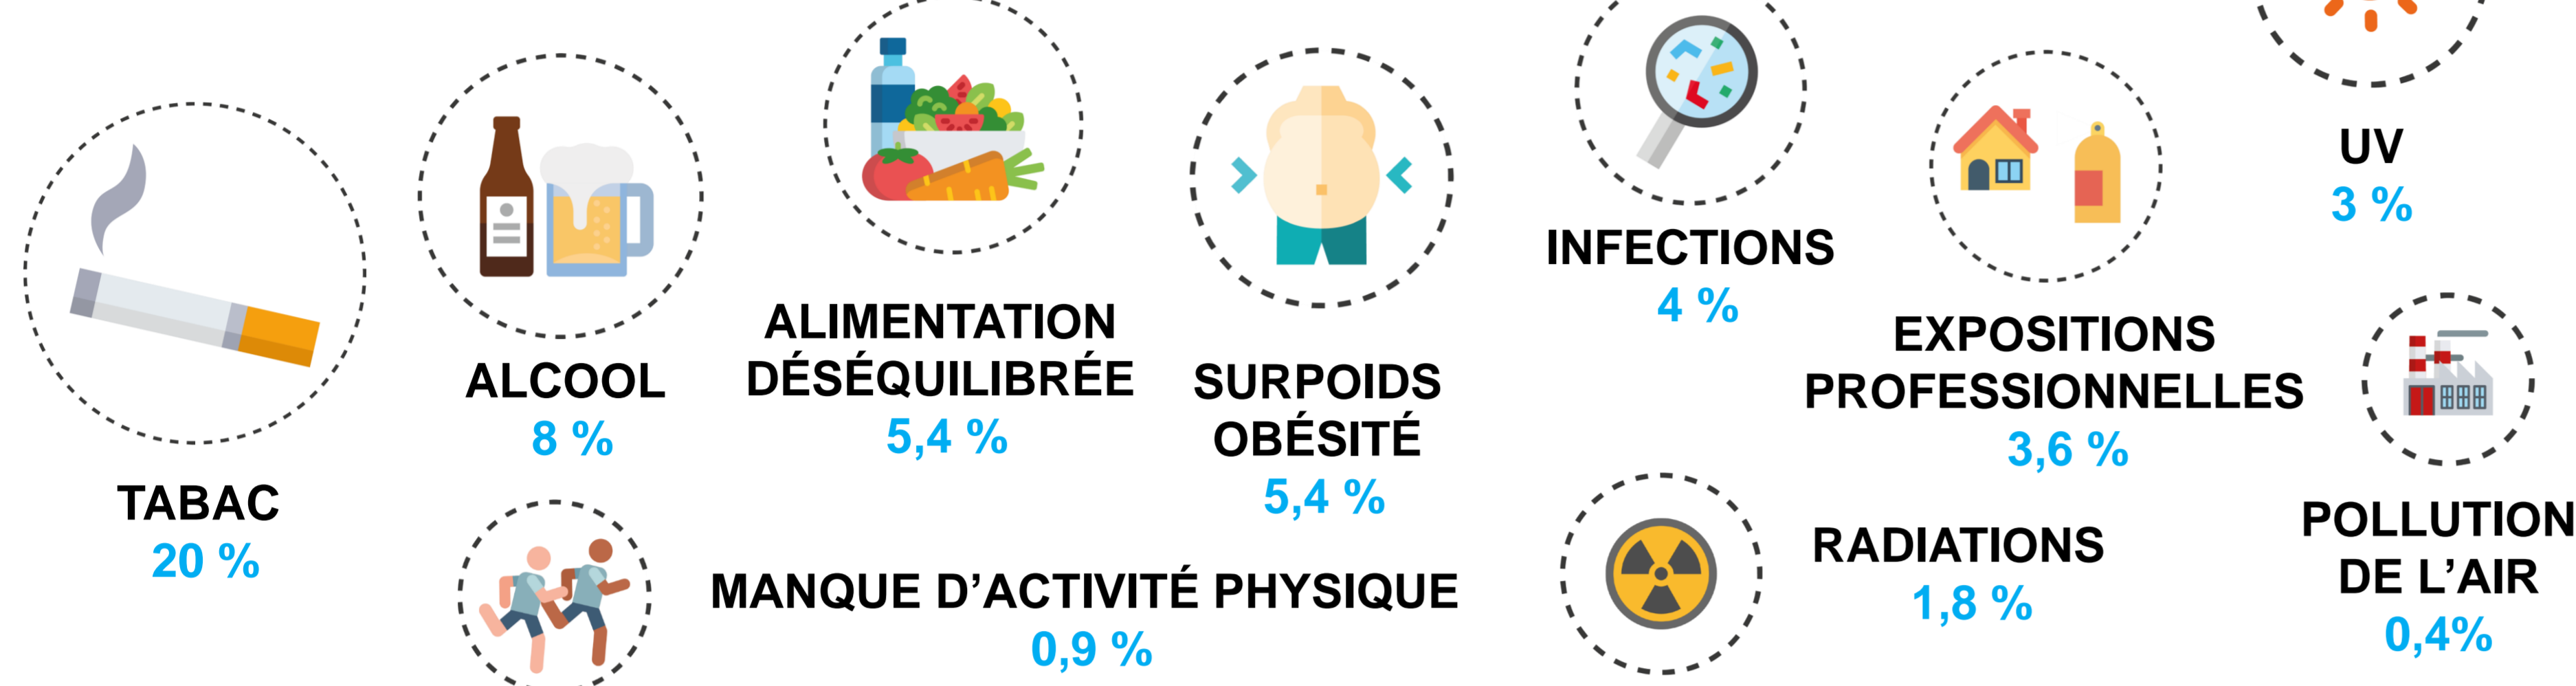 TABAC
20 %
ALCOOL
8 %
ALIMENTATION
DÉSÉQUILIBRÉE
5,4 %
SURPOIDS
OBÉSITÉ
5,4 %
MANQUE D’ACTIVITÉ PHYSIQUE
0,9 %
INFECTIONS
4 %
EXPOSITIONS
PROFESSIONNELLES
3,6 %
RADIATIONS
1,8 %
UV
3 %
POLLUTION
DE L’AIR
0,4%